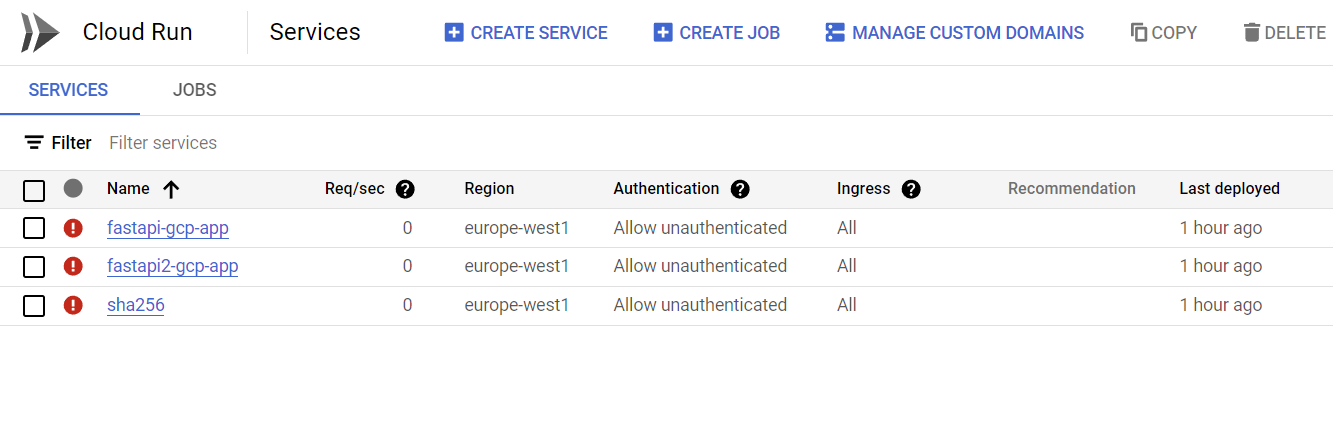 Cloud Run Services CREATE SERVICE CREATE JOB MANAGE CUSTOM DOMAINS COPY DELETE
SERVICES JOBS
Filter Filter services
Name Req/sec Region Authentication Ingress Recommendation Last deployed
fastapi-gcp-app 0 europe-west1 Allow unauthenticated All 1 hour ago
fastapi2-gcp-app 0 europe-west1 Allow unauthenticated All 1 hour ago
sha256 0 europe-west1 Allow unauthenticated All 1 hour ago